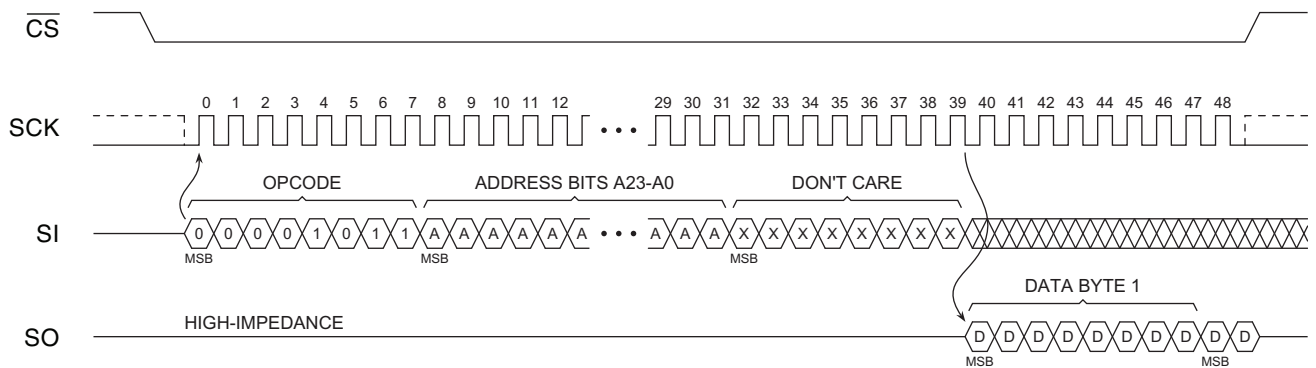 CS
0 1 2 3 4 5 6 7 8 9 10 11 12 29 30 31 32 33 34 35 36 37 38 39 40 41 42 43 44 45 46 47 48
SCK
OPCODE ADDRESS BITS A23-A0 DON'T CARE
SI 0 0 0 0 1 0 1 1 A A A A A A A A A X X X X X X X X
MSB MSB MSB
DATA BYTE 1
HIGH-IMPEDANCE
SO D D D D D D D D D D
MSB MSB